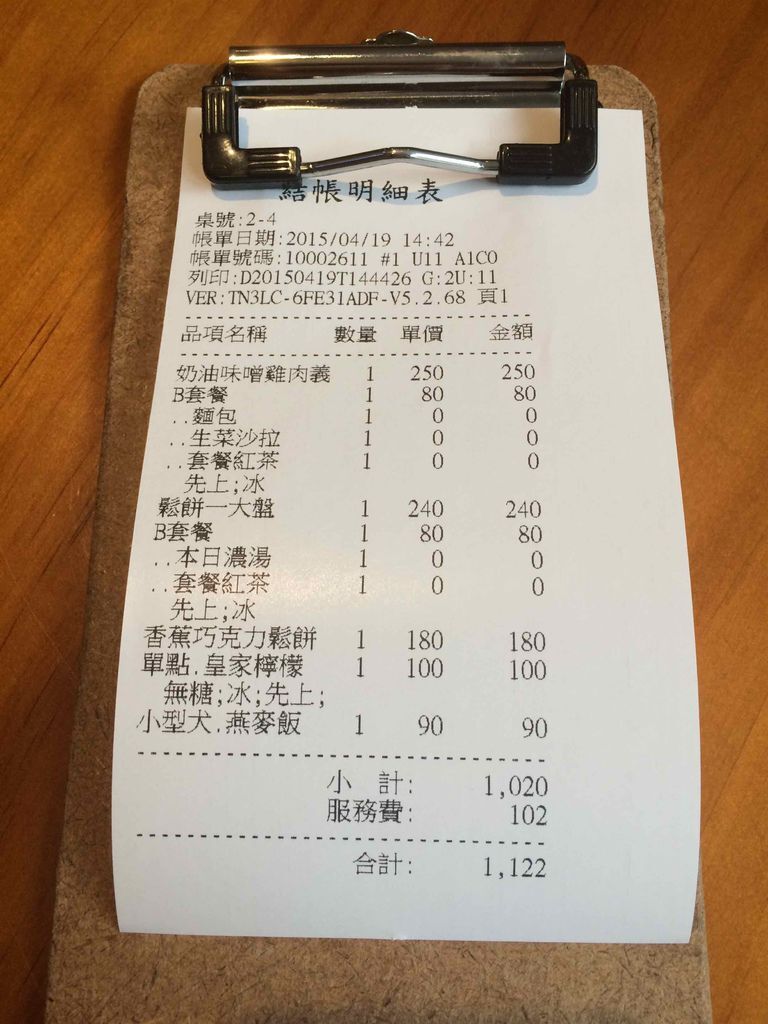 結帳明細表
桌號:2-4
帳單日期:2015/04/19 14:42
帳單號碼:10002611 #1 U11 A1C0
列印:D20150419T144426 G:2U:11
VER:TN3LC-6FE31ADF-V5.2.68 頁1
品項名稱 數量 單價 金額
奶油味噌雞肉義 1 250 250
B套餐 1 80 80
..麵包 1 0 0
..生菜沙拉 1 0 0
..套餐紅茶 1 0 0
先上;冰
鬆餅一大盤 1 240 240
B套餐 1 80 80
..本日濃湯 1 0 0
..套餐紅茶 1 0 0
先上;冰
香蕉巧克力鬆餅 1 180 180
單點.皇家檸檬 1 100 100
無糖;冰;先上;
小型犬.燕麥飯 1 90 90
小 計: 1,020
服務費: 102
合計: 1,122